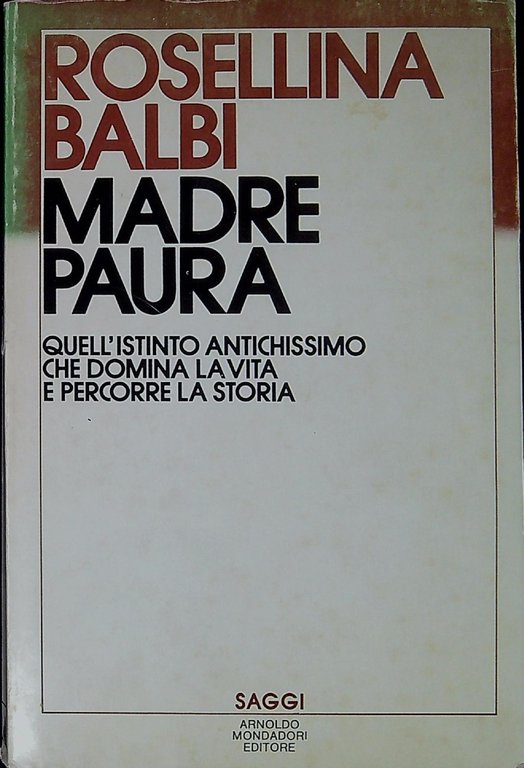 ROSELLINA
BALBI
MADRE
PAURA
QUELL'ISTINTO ANTICHISSIMO
CHE DOMINA LA VITA
E PERCORRE LA STORIA
SAGGI
ARNOLDO
MONDADORI
EDITORE